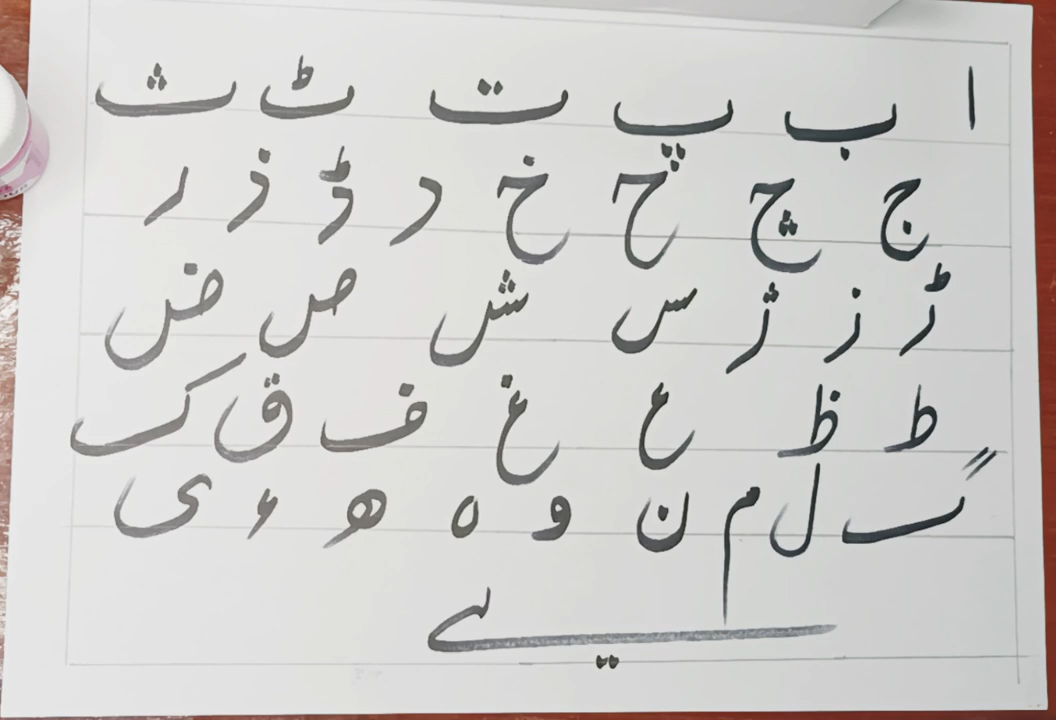 ا ب پ ت ٹ ث
ج چ ح خ د ڈ ذ ر
ڑ ز ژ س ش ص ض
ط ظ ع غ ف ق ک
گ ل م ن و ہ ھ ء ی
ے